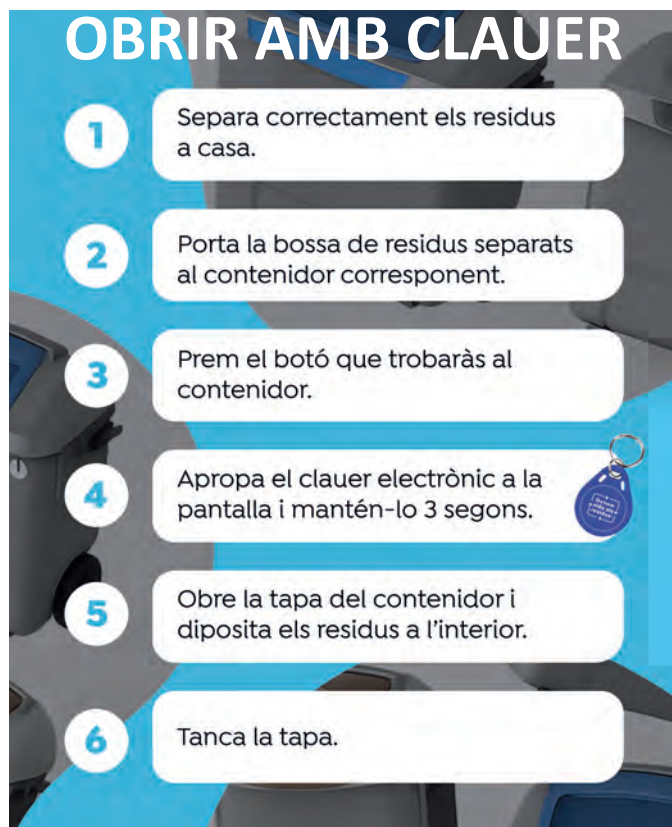 OBRIR AMB CLAUER
1
Separa correctament els residus
a casa.
2
Porta la bossa de residus separats
al contenidor corresponent.
3
Prem el botó que trobaràs al
contenidor.
4
Apropa el clauer electrònic a la
pantalla i mantén-lo 3 segons.
5
Obre la tapa del contenidor i
diposita els residus a l'interior.
6
Tanca la tapa.